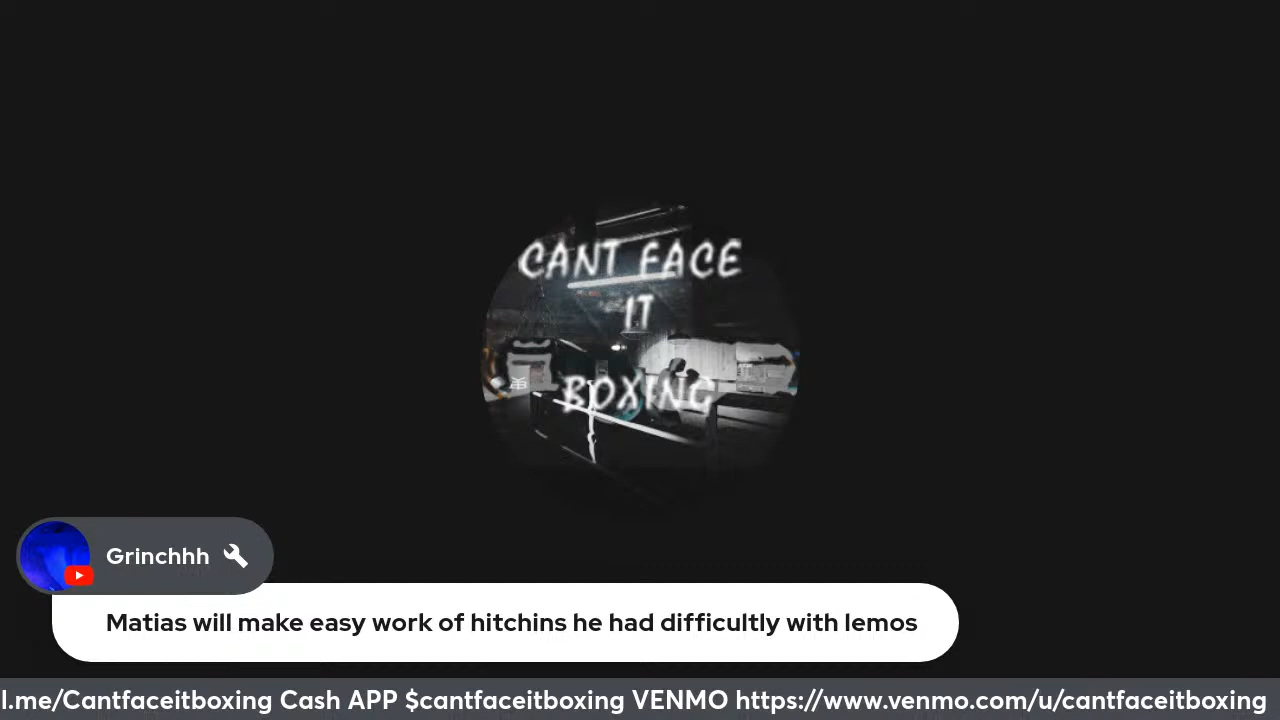 CANT FACE
IT
BOXING
Grinchhh
Matias will make easy work of hitchins he had difficultly with lemos
l.me/Cantfaceitboxing Cash APP $cantfaceitboxing VENMO https://www.venmo.com/u/cantfaceitboxing